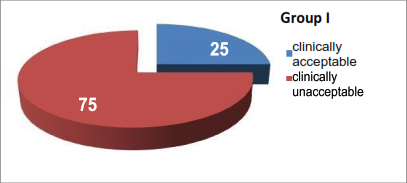 Group I
25
clinically
acceptable
clinically
unacceptable
75